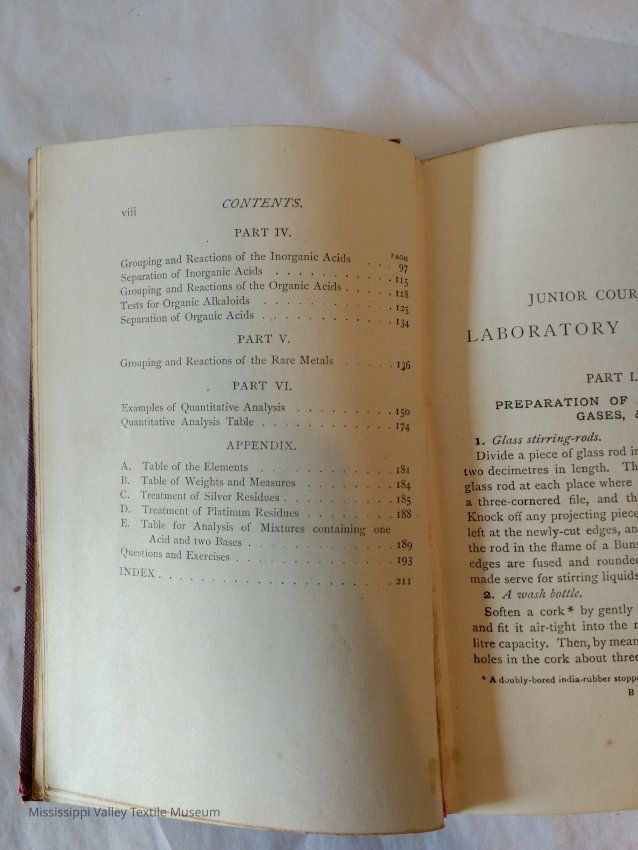 viii
CONTENTS.
PART IV.
PAGE
Grouping and Reactions of the Inorganic Acids . . 97
Separation of Inorganic Acids . . . . . . . . . 115
Grouping and Reactions of the Organic Acids . . . 118
Tests for Organic Alkaloids . . . . . . . . . 125
Separation of Organic Acids . . . . . . . . . 134
PART V.
Grouping and Reactions of the Rare Metals . . . . 136
PART VI.
Examples of Quantitative Analysis . . . . . . . . 150
Quantitative Analysis Table . . . . . . . . . 174
APPENDIX.
A. Table of the Elements . . . . . . . . . 181
B. Table of Weights and Measures . . . . . . . 184
C. Treatment of Silver Residues . . . . . . . . 185
D. Treatment of Platinum Residues . . . . . . . 188
E. Table for Analysis of Mixtures containing one
Acid and two Bases . . . . . . . . . . 189
Questions and Exercises . . . . . . . . . . 193
INDEX . . . . . . . . . . . . . . . 211
JUNIOR COUR
LABORATORY
PART I.
PREPARATION OF
GASES, &
1. Glass stirring-rods.
Divide a piece of glass rod in
two decimetres in length. Th
glass rod at each place where
a three-cornered file, and th
Knock off any projecting piece
left at the newly-cut edges, an
the rod in the flame of a Buns
edges are fused and rounde
made serve for stirring liquids
2. A wash bottle.
Soften a cork* by gently
and fit it air-tight into the
litre capacity. Then, by mean
holes in the cork about three
* A doubly-bored india-rubber stopp
B
Mississippi Valley Textile Museum